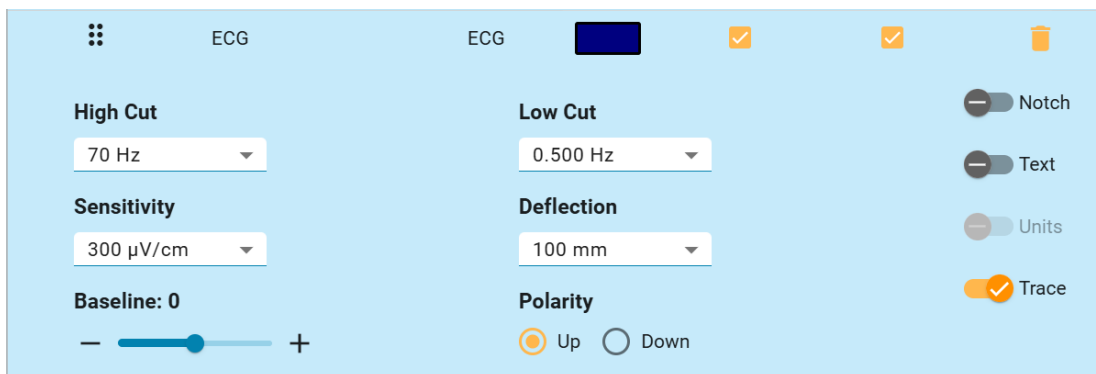 ECG ECG
High Cut Low Cut Notch
70 Hz 0.500 Hz
Text
Sensitivity Deflection
300 µV/cm 100 mm Units
Baseline: 0 Polarity Trace
Up Down